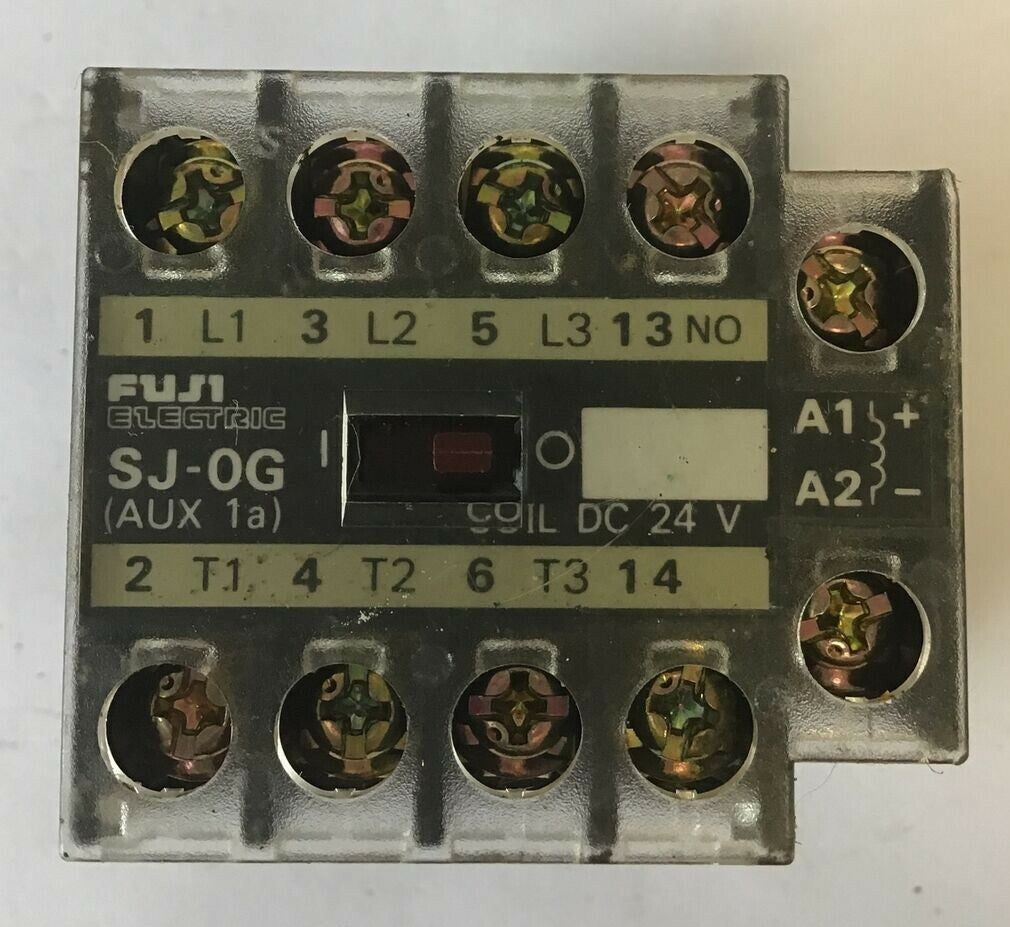 1 L1 3 L2 5 L3 13 NO
FUJI
ELECTRIC
SJ-0G
(AUX 1a)
I O
COIL DC 24 V
A1 +
A2 -
2 T1 4 T2 6 T3 14